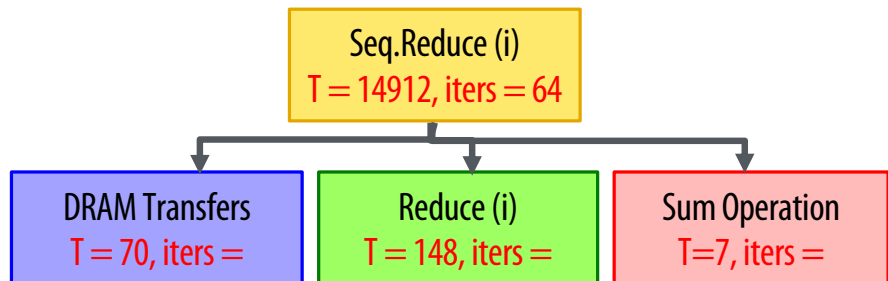 Seq.Reduce (i)
T = 14912, iters = 64
DRAM Transfers
T = 70, iters =
Reduce (i)
T = 148, iters =
Sum Operation
T=7, iters =